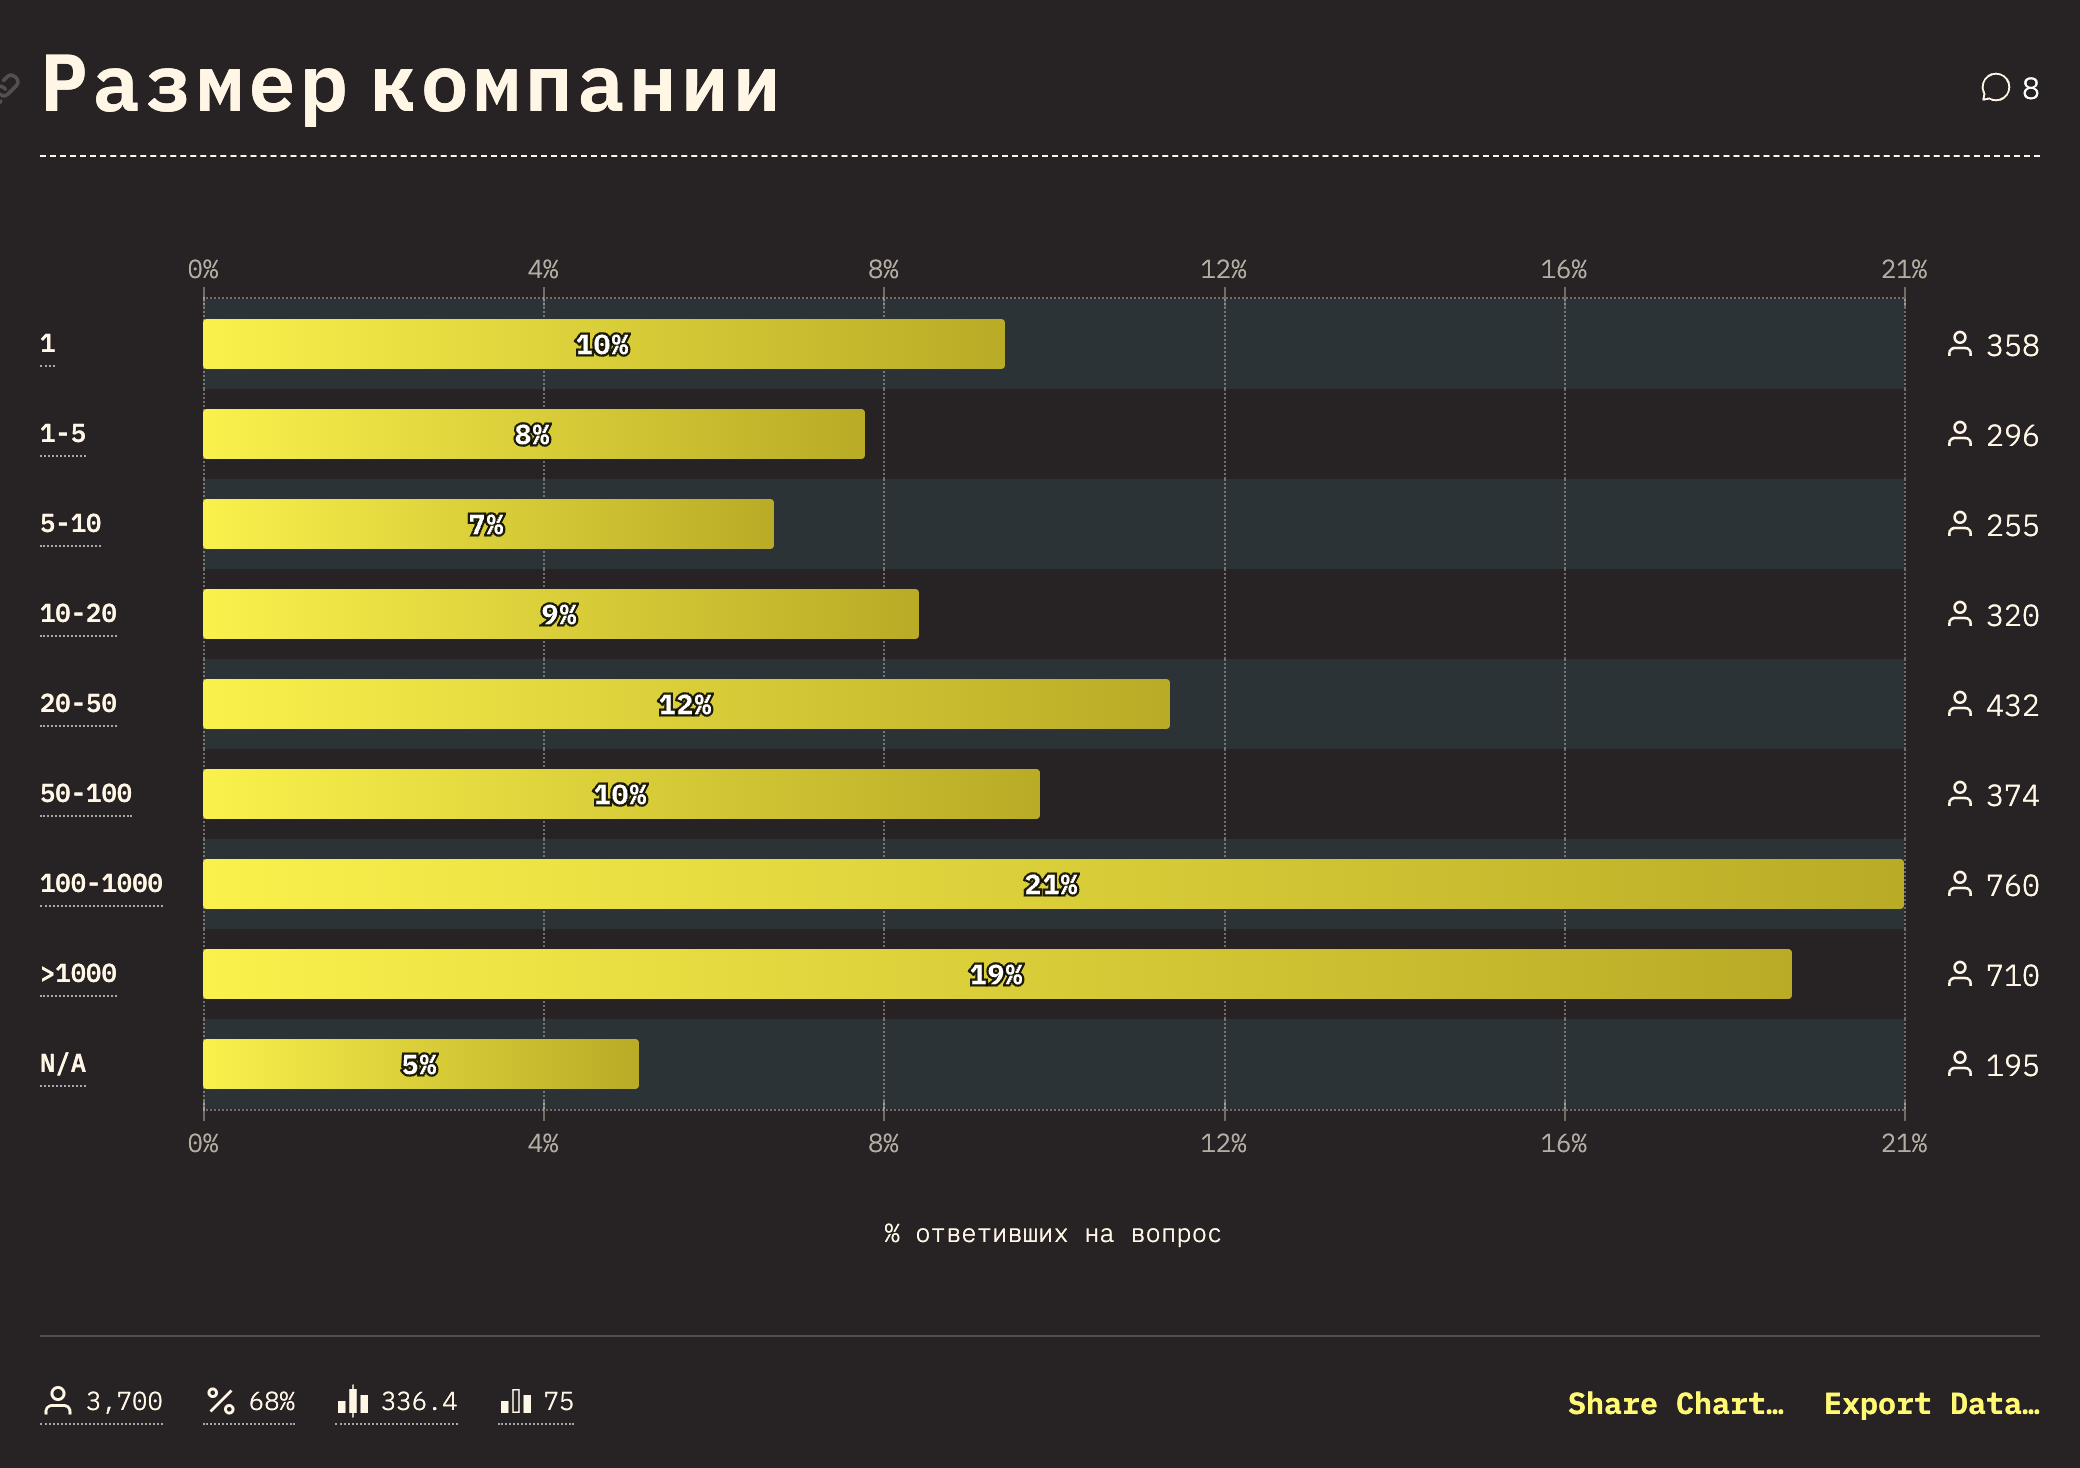 Размер компании
8
0% 4% 8% 12% 16% 21%
1 10% 358
1-5 8% 296
5-10 7% 255
10-20 9% 320
20-50 12% 432
50-100 10% 374
100-1000 21% 760
>1000 19% 710
N/A 5% 195
0% 4% 8% 12% 16% 21%
% ответивших на вопрос
3,700 68% 336.4 75 Share Chart… Export Data…